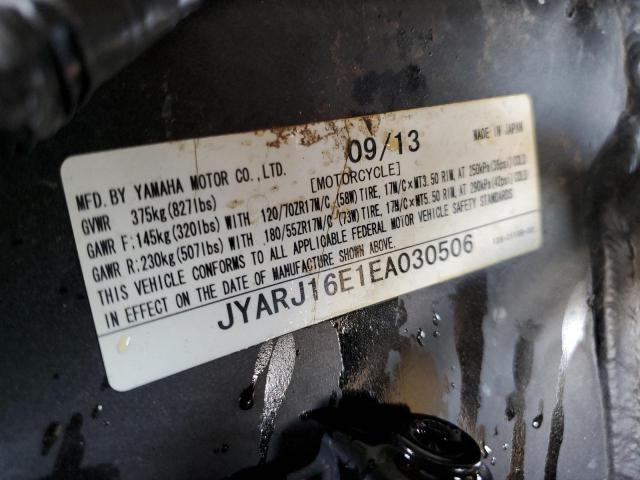 MFD. BY YAMAHA MOTOR CO., LTD. 09/13 MADE IN JAPAN
GVWR 375kg(827lbs) [MOTORCYCLE]
GAWR F:145kg(320lbs) WITH 120/70ZR17M/C (58W) TIRE, 17M/C×MT3.50 RIM, AT 250kPa(36psi) COLD
GAWR R:230kg(507lbs) WITH 180/55ZR17M/C (73W) TIRE, 17M/C×MT5.50 RIM, AT 290kPa(42psi) COLD
THIS VEHICLE CONFORMS TO ALL APPLICABLE FEDERAL MOTOR VEHICLE SAFETY STANDARDS
IN EFFECT ON THE DATE OF MANUFACTURE SHOWN ABOVE.
JYARJ16E1EA030506